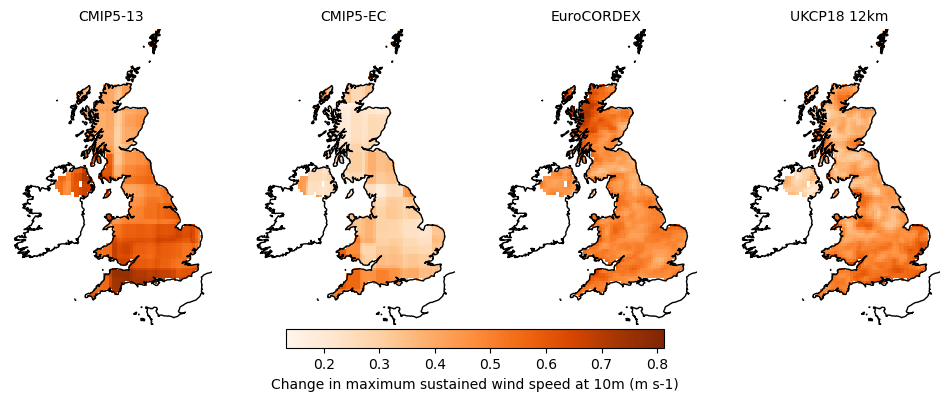 CMIP5-13 CMIP5-EC EuroCORDEX UKCP18 12km
0.2 0.3 0.4 0.5 0.6 0.7 0.8
Change in maximum sustained wind speed at 10m (m s-1)